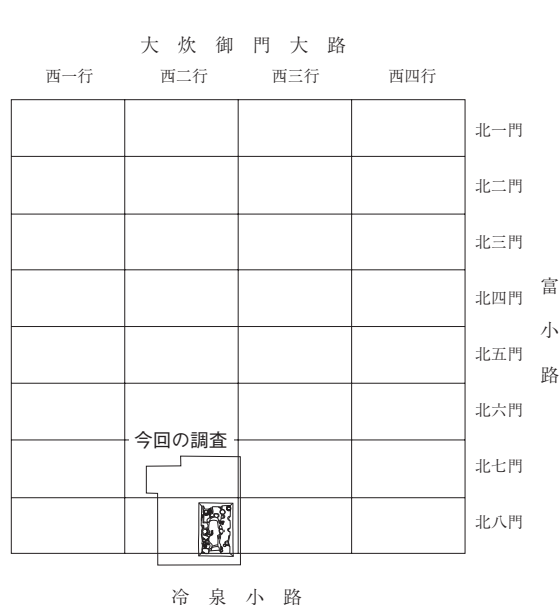 大炊御門大路
西一行 西二行 西三行 西四行
北一門
北二門
北三門
北四門
北五門
北六門
北七門
北八門
富小路
今回の調査
冷泉小路